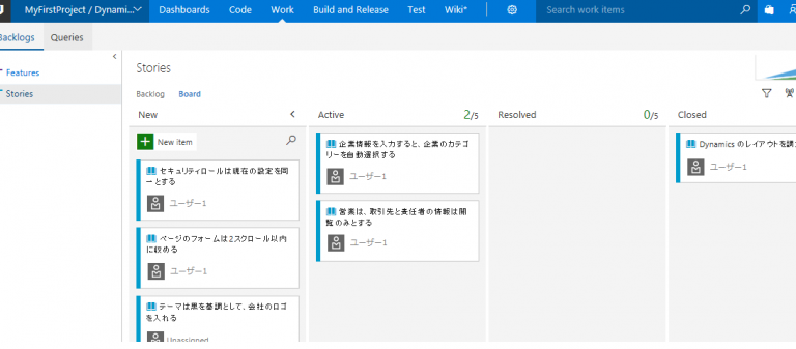 MyFirstProject / Dynami...
Dashboards
Code
Work
Build and Release
Test
Wiki*
Search work items
Backlogs
Queries
Features
Stories
Stories
Backlog
Board
New
Active
2/5
Resolved
0/5
Closed
New item
セキュリティロールは現在の設定を同
一とする
ユーザー1
ページのフォームは2スクロール以内
に収める
ユーザー1
テーマは黒を基調として、会社のロゴ
を入れる
Unassigned
企業情報を入力すると、企業のカテゴ
リーを自動選択する
ユーザー1
営業は、取引先と責任者の情報は閲
覧のみとする
ユーザー1
Dynamics のレイアウトを調
ユーザー1